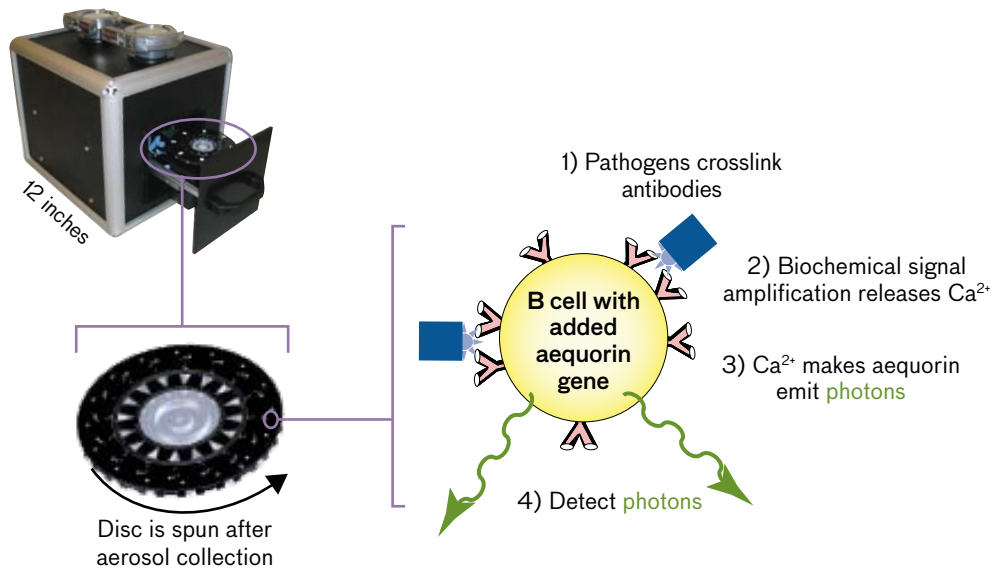 12 inches
1) Pathogens crosslink
antibodies
2) Biochemical signal
amplification releases Ca²⁺
B cell with
added
aequorin
gene
3) Ca²⁺ makes aequorin
emit photons
4) Detect photons
Disc is spun after
aerosol collection